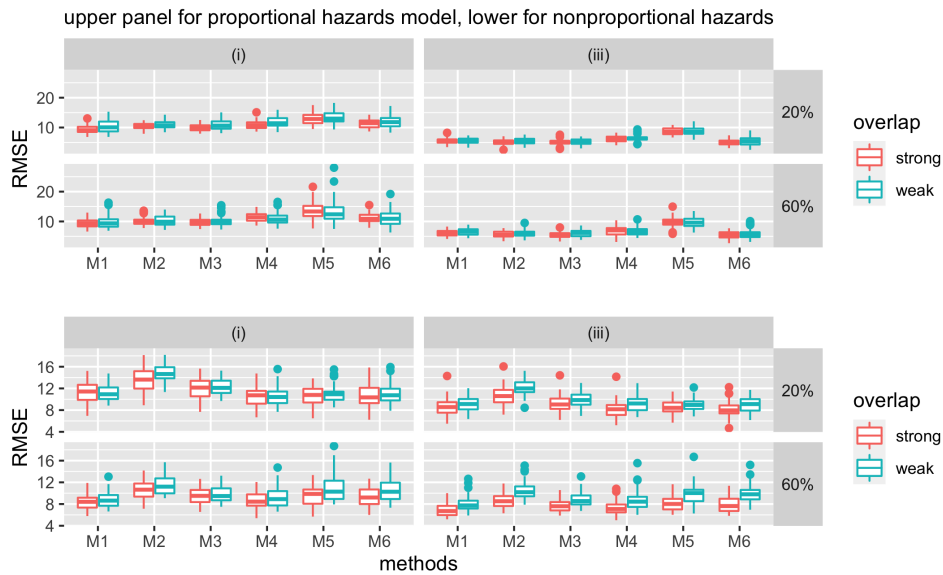 upper panel for proportional hazards model, lower for nonproportional hazards
(i) (iii)
20
10
20%
20
10
60%
RMSE
M1 M2 M3 M4 M5 M6 M1 M2 M3 M4 M5 M6
overlap
strong
weak
(i) (iii)
16
12
8
4
20%
16
12
8
4
60%
RMSE
M1 M2 M3 M4 M5 M6 M1 M2 M3 M4 M5 M6
methods
overlap
strong
weak